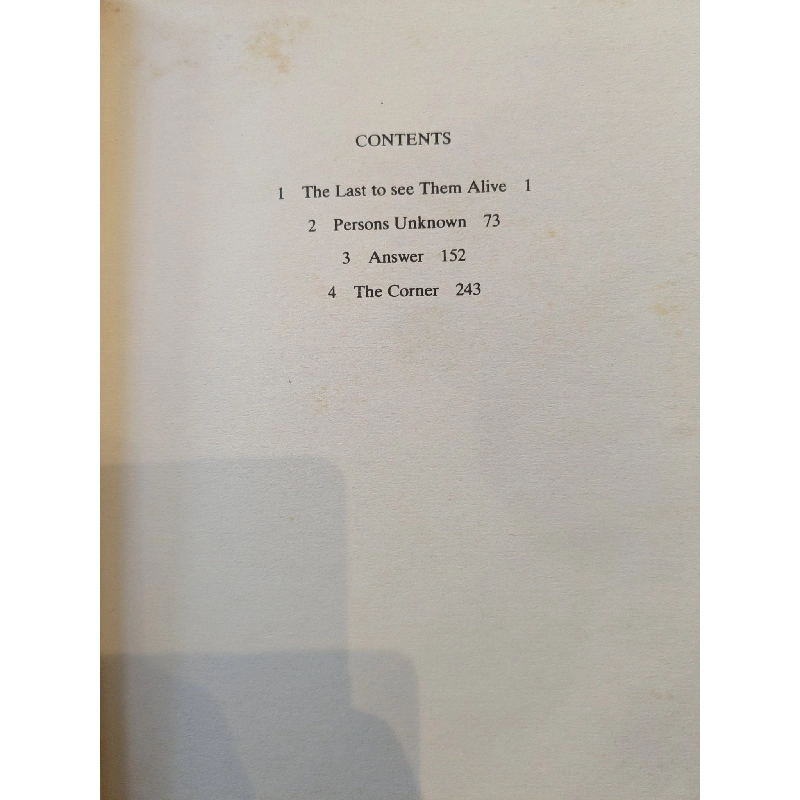 CONTENTS
1 The Last to see Them Alive 1
2 Persons Unknown 73
3 Answer 152
4 The Corner 243